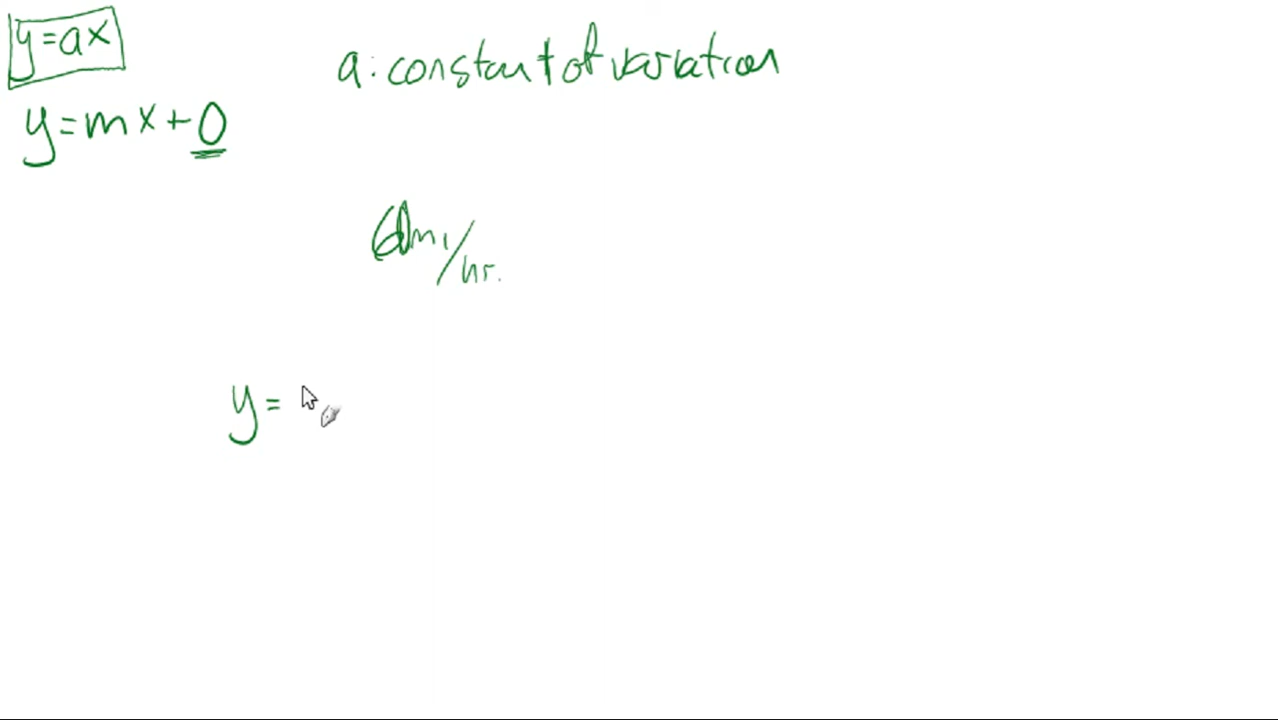 y=ax
a: constant of variation
y=mx+0
60mi/hr.
y=